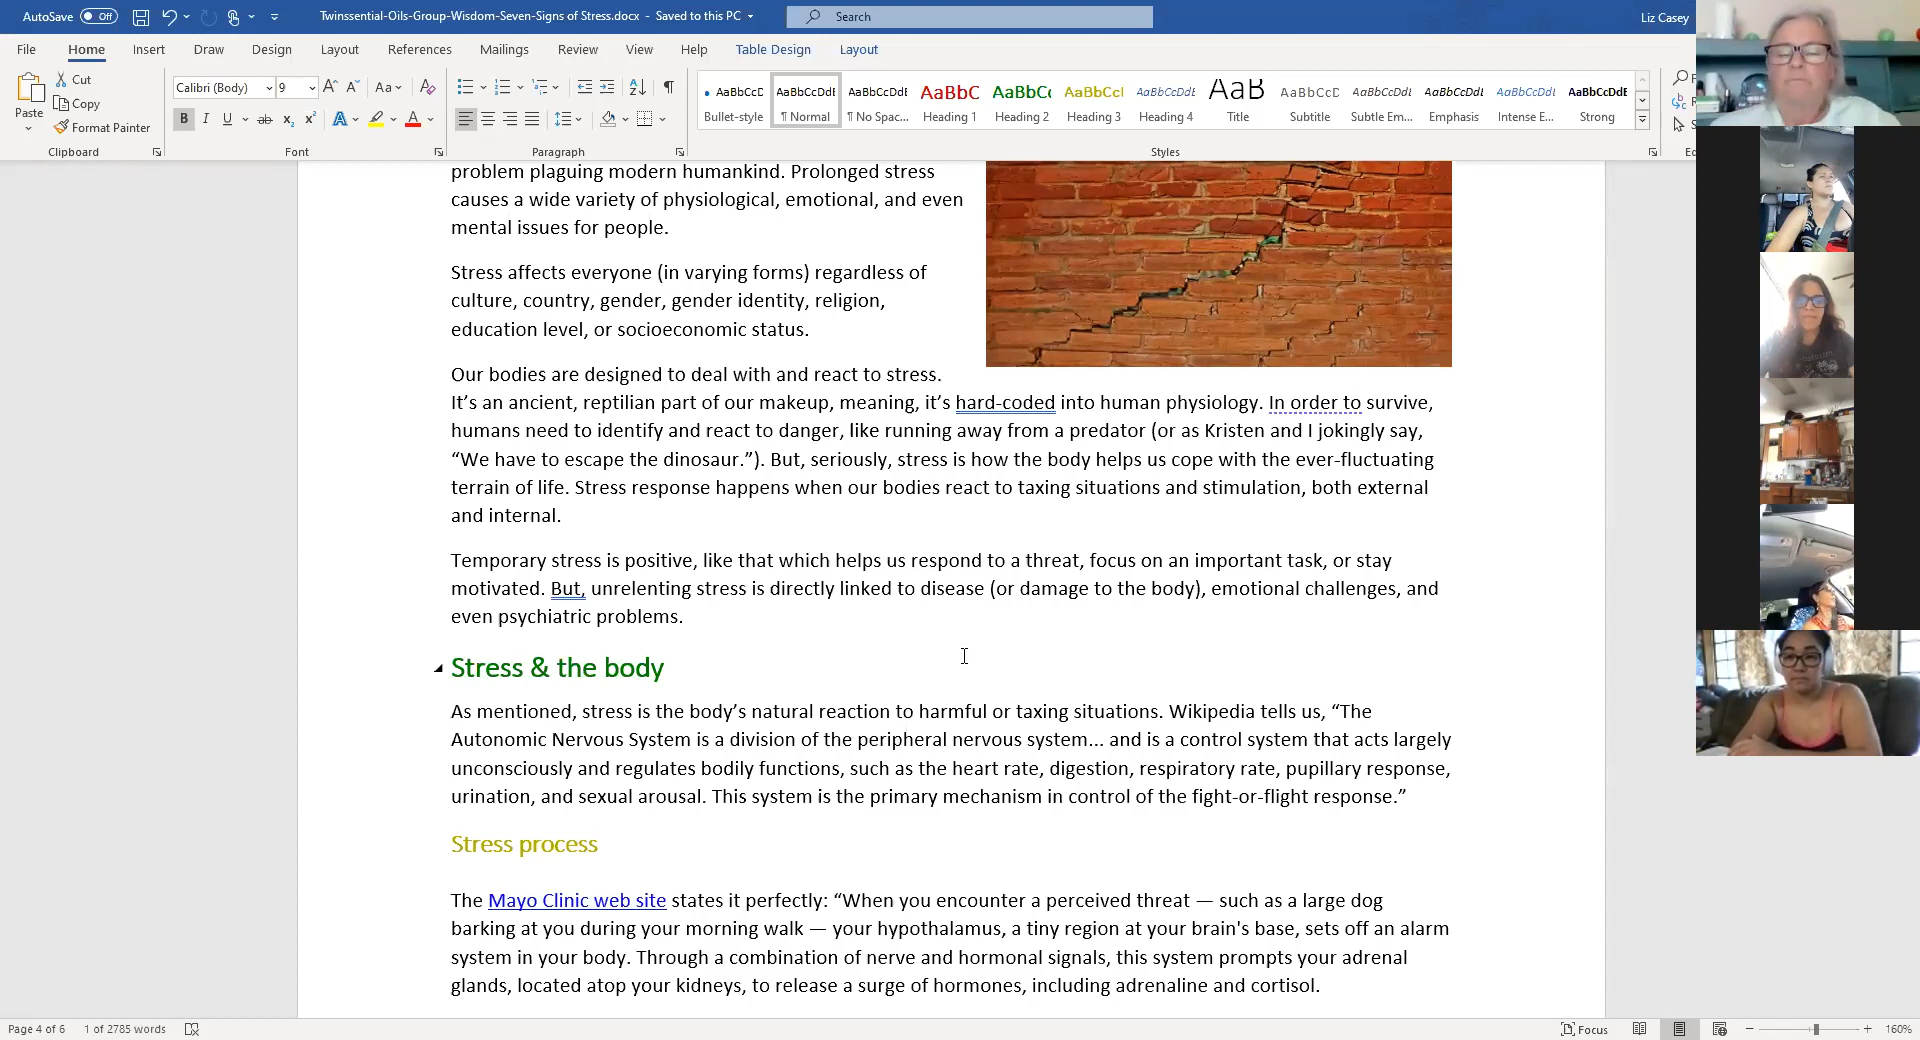 AutoSave Off Twinssential-Oils-Group-Wisdom-Seven-Signs of Stress.docx - Saved to this PC Search Liz Casey
File Home Insert Draw Design Layout References Mailings Review View Help Table Design Layout
Paste Cut Copy Format Painter
Clipboard
Calibri (Body) 9
Font
Paragraph
AaBbCcD AaBbCcDdE AaBbCcDdE AaBbC AaBbCc AaBbCcI AaBbCcDdE AaB AaBbCcD AaBbCcDdE AaBbCcDdE AaBbCcDdE AaBbCcDdE
Bullet-style ¶ Normal ¶ No Spac... Heading 1 Heading 2 Heading 3 Heading 4 Title Subtitle Subtle Em... Emphasis Intense E... Strong
Styles
problem plaguing modern humankind. Prolonged stress
causes a wide variety of physiological, emotional, and even
mental issues for people.
Stress affects everyone (in varying forms) regardless of
culture, country, gender, gender identity, religion,
education level, or socioeconomic status.
Our bodies are designed to deal with and react to stress.
It’s an ancient, reptilian part of our makeup, meaning, it’s hard-coded into human physiology. In order to survive,
humans need to identify and react to danger, like running away from a predator (or as Kristen and I jokingly say,
“We have to escape the dinosaur.”). But, seriously, stress is how the body helps us cope with the ever-fluctuating
terrain of life. Stress response happens when our bodies react to taxing situations and stimulation, both external
and internal.
Temporary stress is positive, like that which helps us respond to a threat, focus on an important task, or stay
motivated. But, unrelenting stress is directly linked to disease (or damage to the body), emotional challenges, and
even psychiatric problems.
Stress & the body
As mentioned, stress is the body’s natural reaction to harmful or taxing situations. Wikipedia tells us, “The
Autonomic Nervous System is a division of the peripheral nervous system... and is a control system that acts largely
unconsciously and regulates bodily functions, such as the heart rate, digestion, respiratory rate, pupillary response,
urination, and sexual arousal. This system is the primary mechanism in control of the fight-or-flight response.”
Stress process
The Mayo Clinic web site states it perfectly: “When you encounter a perceived threat — such as a large dog
barking at you during your morning walk — your hypothalamus, a tiny region at your brain's base, sets off an alarm
system in your body. Through a combination of nerve and hormonal signals, this system prompts your adrenal
glands, located atop your kidneys, to release a surge of hormones, including adrenaline and cortisol.
Page 4 of 6 1 of 2785 words Focus 160%